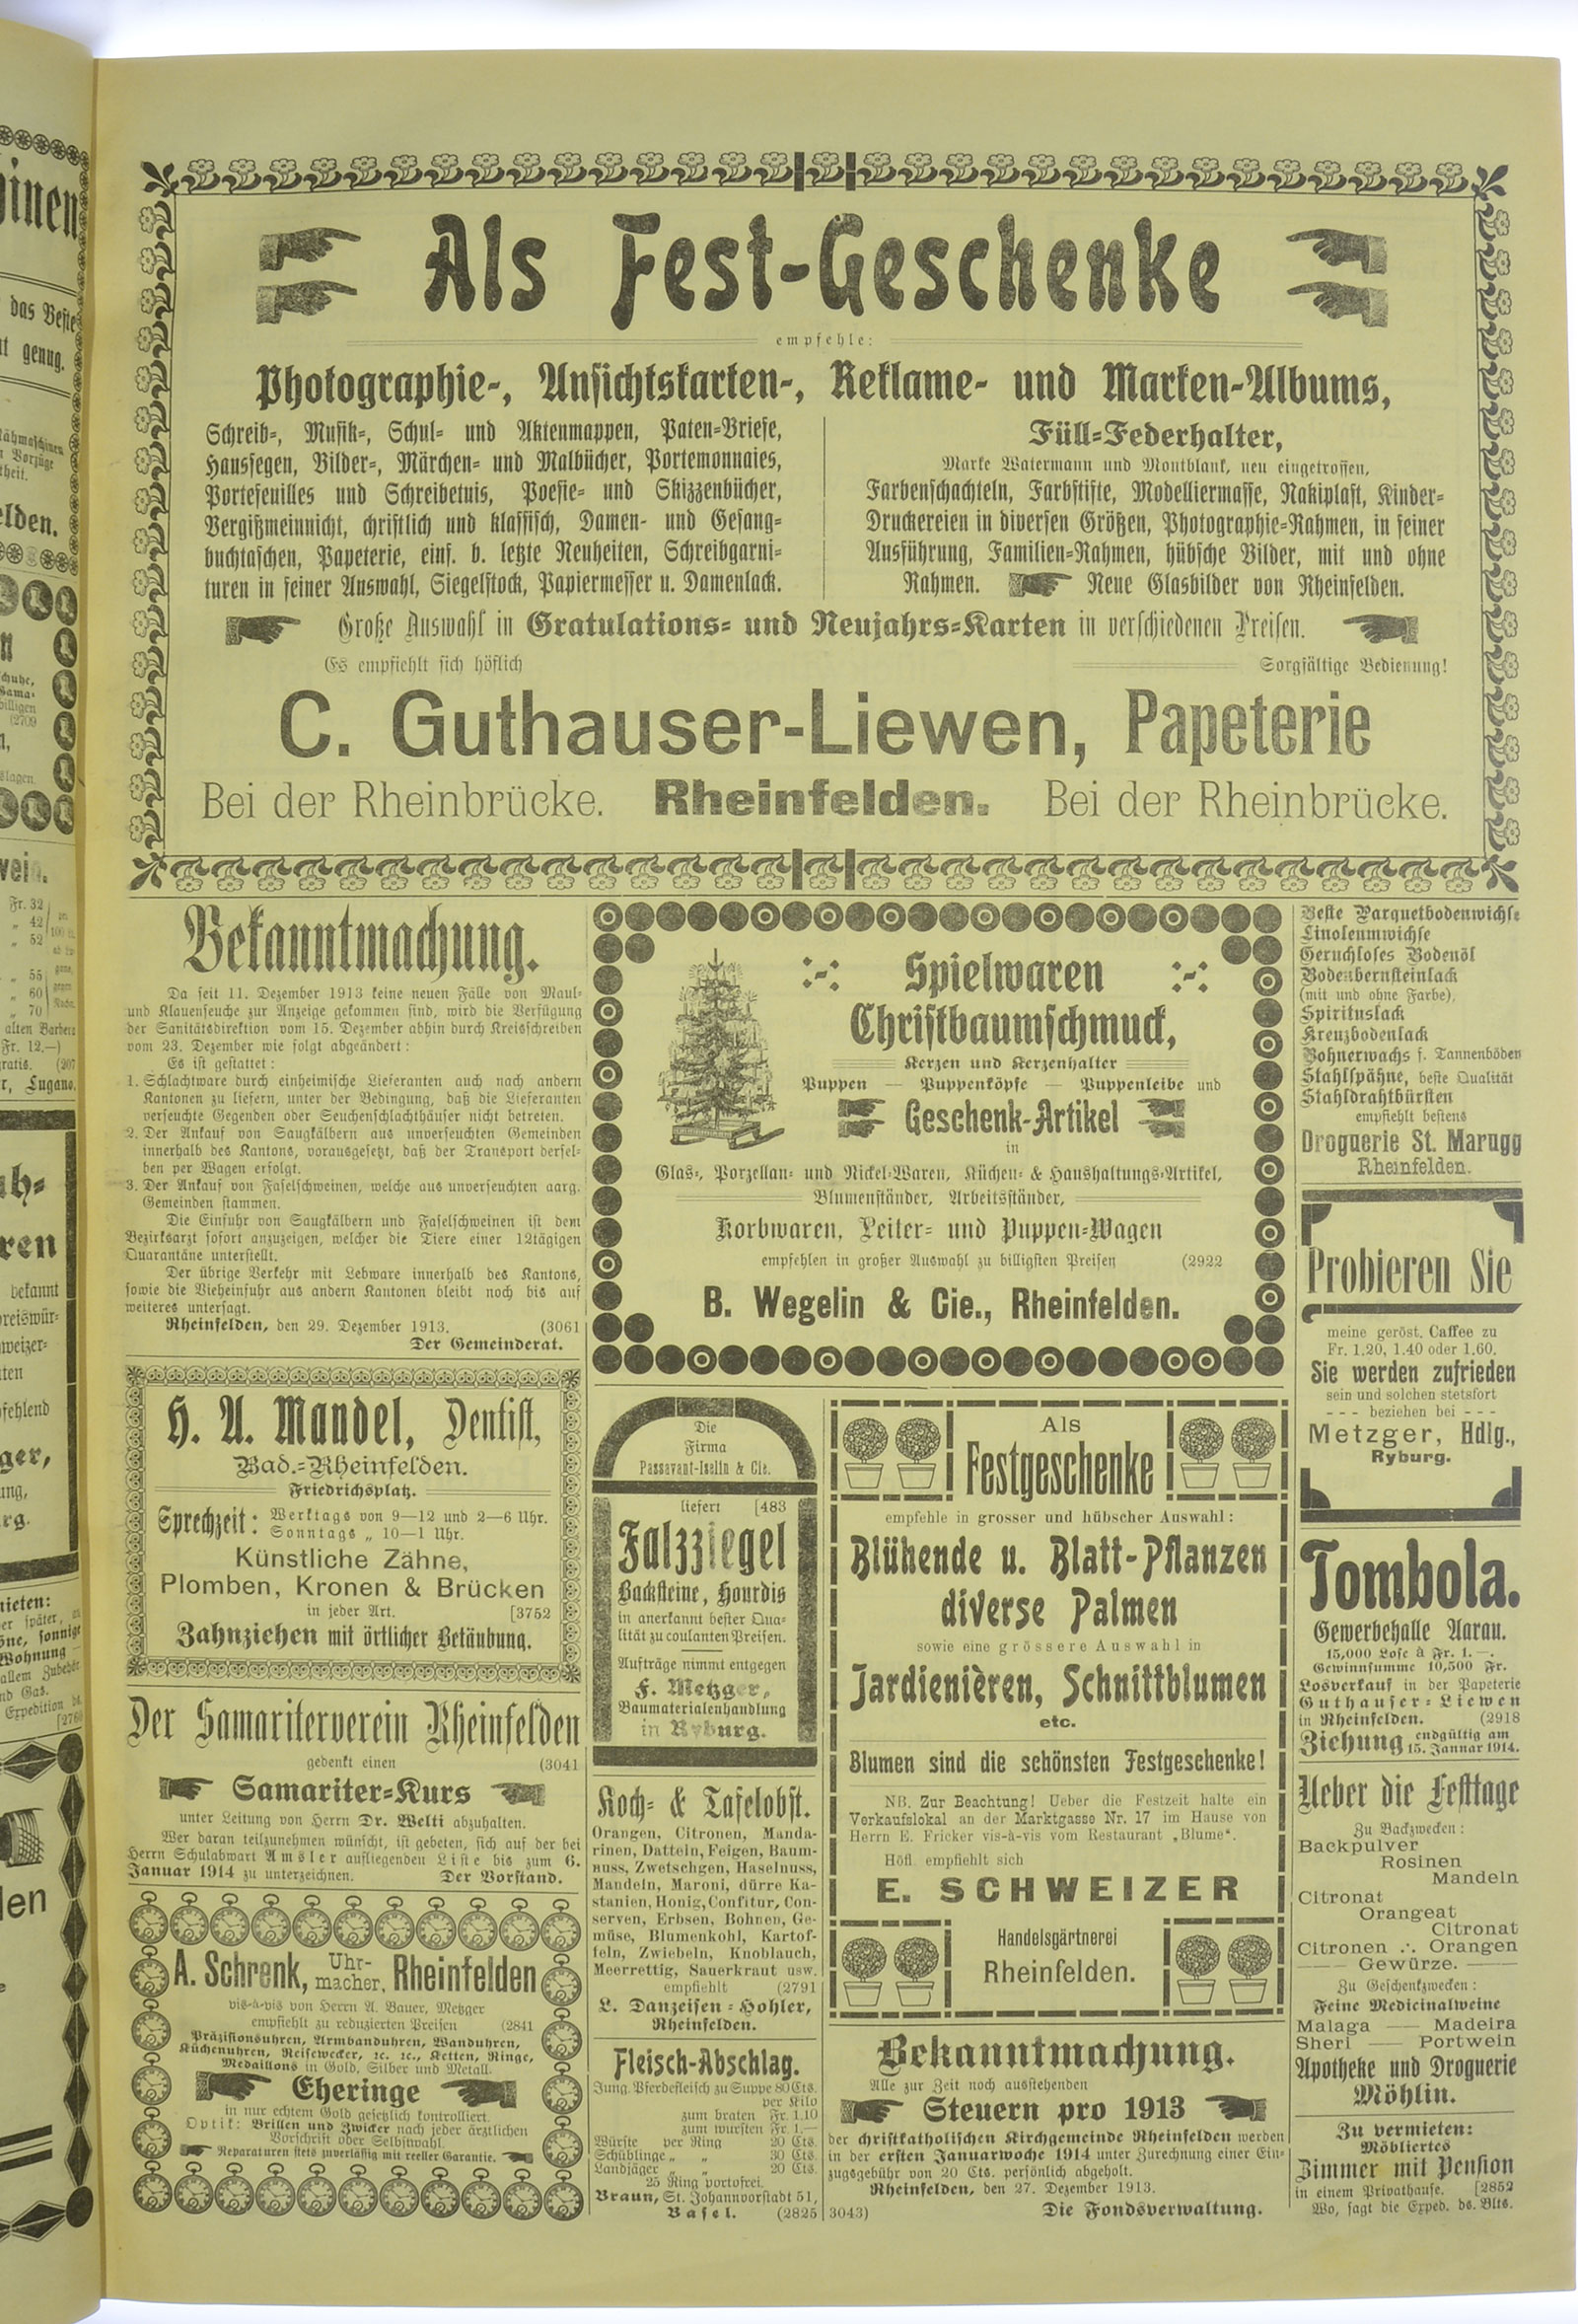 Als Fest-Geschenke
empfehle:
Photographie-, Ansichtskarten-, Reklame- und Marken-Albums,
Schreib-, Musik-, Schul- und Aktenmappen, Paten-Briefe,
Haussegen, Bilder-, Märchen- und Malbücher, Portemonnaies,
Portefeuilles und Schreibetuis, Poesie- und Skizzenbücher,
Vergißmeinnicht, christlich und klassisch, Damen- und Gesang-
buchtaschen, Papeterie, einf. b. letzte Neuheiten, Schreibgarni-
turen in feiner Auswahl, Siegelstock, Papiermesser u. Damenlack.
Füll-Federhalter,
Marke Watermann und Montblank, neu eingetroffen,
Farbenschachteln, Farbstifte, Modelliermasse, Nakiplast, Kinder-
Druckereien in diversen Größen, Photographie-Rahmen, in feiner
Ausführung, Familien-Rahmen, hübsche Bilder, mit und ohne
Rahmen. Neue Glasbilder von Rheinfelden.
Große Auswahl in Gratulations- und Neujahrs-Karten in verschiedenen Preisen.
Es empfiehlt sich höflich Sorgfältige Bedienung!
C. Guthauser-Liewen, Papeterie
Bei der Rheinbrücke. Rheinfelden. Bei der Rheinbrücke.
Bekanntmachung.
Da seit 11. Dezember 1913 keine neuen Fälle von Maul-
und Klauenseuche zur Anzeige gekommen sind, wird die Verfügung
der Sanitätsdirektion vom 15. Dezember abhin durch Kreisschreiben
vom 23. Dezember wie folgt abgeändert:
Es ist gestattet:
1. Schlachtware durch einheimische Lieferanten auch nach andern
Kantonen zu liefern, unter der Bedingung, daß die Lieferanten
verseuchte Gegenden oder Seuchenschlachthäuser nicht betreten.
2. Der Ankauf von Saugkälbern aus unverseuchten Gemeinden
innerhalb des Kantons, vorausgesetzt, daß der Transport dersel-
ben per Wagen erfolgt.
3. Der Ankauf von Faselschweinen, welche aus unverseuchten aarg.
Gemeinden stammen.
Die Einfuhr von Saugkälbern und Faselschweinen ist dem
Bezirksarzt sofort anzuzeigen, welcher die Tiere einer 12tägigen
Quarantäne unterstellt.
Der übrige Verkehr mit Lebware innerhalb des Kantons,
sowie die Vieheinfuhr aus andern Kantonen bleibt noch bis auf
weiteres untersagt.
Rheinfelden, den 29. Dezember 1913. (3061
Der Gemeinderat.
H. A. Mandel, Dentist,
Bad.-Rheinfelden.
Friedrichsplatz.
Sprechzeit: Werktags von 9—12 und 2—6 Uhr.
Sonntags „ 10—1 Uhr.
Künstliche Zähne,
Plomben, Kronen & Brücken
in jeder Art. [3752
Zahnziehen mit örtlicher Betäubung.
Der Samariterverein Rheinfelden
gedenkt einen (3041
Samariter-Kurs
unter Leitung von Herrn Dr. Welti abzuhalten.
Wer daran teilzunehmen wünscht, ist gebeten, sich auf der bei
Herrn Schulabwart Amsler aufliegenden Liste bis zum 6.
Januar 1914 zu unterzeichnen. Der Vorstand.
A. Schrenk, Uhr-
macher, Rheinfelden
vis-à-vis von Herrn A. Bauer, Metzger
empfiehlt zu reduzierten Preisen (2841
Präzisionsuhren, Armbanduhren, Wanduhren,
Küchenuhren, Reisewecker, ec. ec., Ketten, Ringe,
Medaillons in Gold, Silber und Metall.
Eheringe
in nur echtem Gold gesetzlich kontrolliert.
Optik: Brillen und Zwicker nach jeder ärztlichen
Vorschrift oder Selbstwahl.
Reparaturen stets zuverlässig mit reeller Garantie.
Spielwaren
Christbaumschmuck,
Kerzen und Kerzenhalter
Puppen — Puppenköpfe — Puppenleibe und
Geschenk-Artikel
in
Glas-, Porzellan- und Nickel-Waren, Küchen- & Haushaltungs-Artikel,
Blumenständer, Arbeitsständer,
Korbwaren, Leiter- und Puppen-Wagen
empfehlen in großer Auswahl zu billigsten Preisen (2922
B. Wegelin & Cie., Rheinfelden.
Die
Firma
Passavant-Iselin & Cie.
liefert [483
Falzziegel
Backsteine, Hourdis
in anerkannt bester Qua-
lität zu coulanten Preisen.
Aufträge nimmt entgegen
F. Metzger,
Baumaterialenhandlung
in Ryburg.
Koch- & Tafelobst.
Orangen, Citronen, Manda-
rinen, Datteln, Feigen, Baum-
nuss, Zwetschgen, Haselnuss,
Mandeln, Maroni, dürre Ka-
stanien, Honig, Confitur, Con-
serven, Erbsen, Bohnen, Ge-
müse, Blumenkohl, Kartof-
feln, Zwiebeln, Knoblauch,
Meerrettig, Sauerkraut usw.
empfiehlt (2791
L. Danzeisen-Hohler,
Rheinfelden.
Fleisch-Abschlag.
Jung. Pferdefleisch zu Suppe 80 Cts.
per Kilo
zum braten Fr. 1.10
zum wursten Fr. 1.—
Würste per Ring 20 Cts.
Schüblinge „ „ 30 Cts.
Landjäger „ „ 20 Cts.
25 Ring portofrei.
Braun, St. Johannvorstadt 51,
Basel. (2825
Als
Festgeschenke
empfehle in grosser und hübscher Auswahl:
Blühende u. Blatt-Pflanzen
diverse Palmen
sowie eine grössere Auswahl in
Jardienièren, Schnittblumen
etc.
Blumen sind die schönsten Festgeschenke!
NB. Zur Beachtung! Ueber die Festzeit halte ein
Verkaufslokal an der Marktgasse Nr. 17 im Hause von
Herrn E. Fricker vis-à-vis vom Restaurant „Blume“.
Höfl. empfiehlt sich
E. SCHWEIZER
Handelsgärtnerei
Rheinfelden.
Bekanntmachung.
Alle zur Zeit noch ausstehenden
Steuern pro 1913
der christkatholischen Kirchgemeinde Rheinfelden werden
in der ersten Januarwoche 1914 unter Zurechnung einer Ein-
zugsgebühr von 20 Cts. persönlich abgeholt.
Rheinfelden, den 27. Dezember 1913.
3043) Die Fondsverwaltung.
Beste Parquetbodenwichse
Linoleumwichse
Geruchloses Bodenöl
Bodenbernsteinlack
(mit und ohne Farbe),
Spirituslack
Kreuzbodenlack
Bohnerwachs f. Tannenböden
Stahlspähne, beste Qualität
Stahldrahtbürsten
empfiehlt bestens
Droguerie St. Marugg
Rheinfelden.
Probieren Sie
meine geröst. Caffee zu
Fr. 1.20, 1.40 oder 1.60.
Sie werden zufrieden
sein und solchen stetsfort
- - - beziehen bei - - -
Metzger, Hdlg.,
Ryburg.
Tombola.
Gewerbehalle Aarau.
15,000 Lose à Fr. 1.—.
Gewinnsumme 10,500 Fr.
Losverkauf in der Papeterie
Guthauser-Liewen
in Rheinfelden. (2918
Ziehung endgültig am
15. Januar 1914.
Ueber die Festtage
Zu Backzwecken:
Backpulver
Rosinen
Mandeln
Citronat
Orangeat
Citronat
Citronen ∴ Orangen
Gewürze.
Zu Geschenkzwecken:
Feine Medicinalweine
Malaga — Madeira
Sheri — Portwein
Apotheke und Droguerie
Möhlin.
Zu vermieten:
Möbliertes
Zimmer mit Pension
in einem Privathause. [2852
Wo, sagt die Exped. ds. Blts.